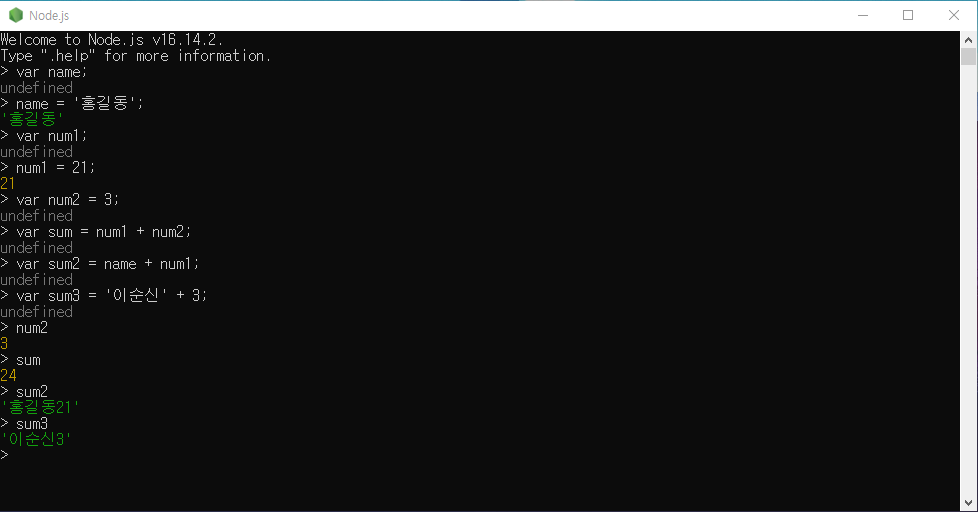 Node.js
Welcome to Node.js v16.14.2.
Type ".help" for more information.
> var name;
undefined
> name = '홍길동';
'홍길동'
> var num1;
undefined
> num1 = 21;
21
> var num2 = 3;
undefined
> var sum = num1 + num2;
undefined
> var sum2 = name + num1;
undefined
> var sum3 = '이순신' + 3;
undefined
> num2
3
> sum
24
> sum2
'홍길동21'
> sum3
'이순신3'
>